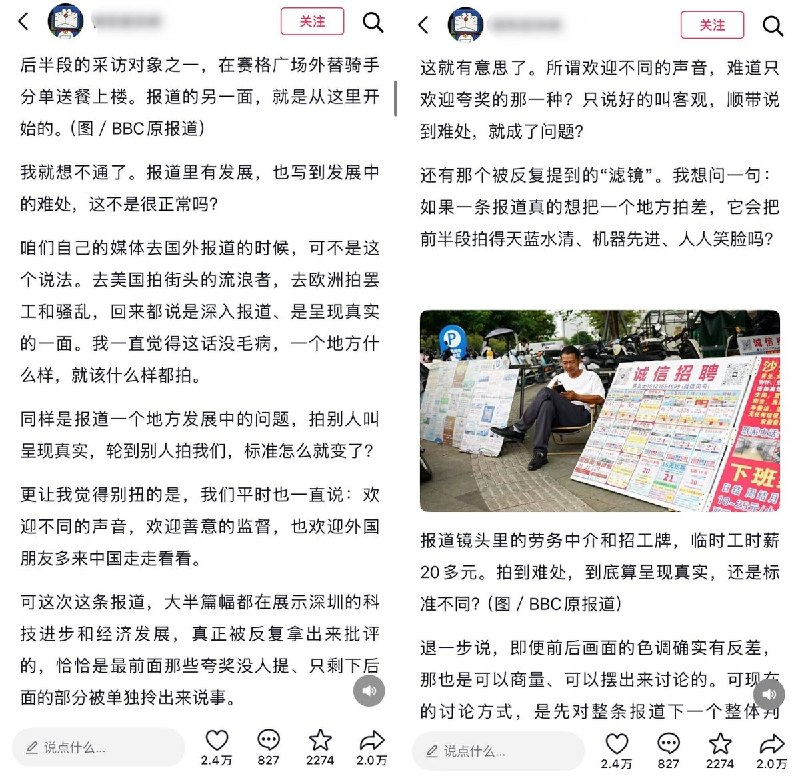 关注
后半段的采访对象之一，在赛格广场外替骑手
分单送餐上楼。报道的另一面，就是从这里开
始的。（图 / BBC原报道）
我就想不通了。报道里有发展，也写到发展中
的难处，这不是很正常吗？
咱们自己的媒体去国外报道的时候，可不是这
个说法。去美国拍街头的流浪者，去欧洲拍罢
工和骚乱，回来都说是深入报道、是呈现真实
的一面。我一直觉得这话没毛病，一个地方什
么样，就该什么样都拍。
同样是报道一个地方发展中的问题，拍别人叫
呈现真实，轮到别人拍我们，标准怎么就变了？
更让我觉得别扭的是，我们平时也一直说：欢
迎不同的声音，欢迎善意的监督，也欢迎外国
朋友多来中国走走看看。
可这次这条报道，大半篇幅都在展示深圳的科
技进步和经济发展，真正被反复拿出来批评
的，恰恰是最前面那些夸奖没人提、只剩下后
面的部分被单独拎出来说事。
说点什么...
2.4万
827
2274
2.0万
关注
这就有意思了。所谓欢迎不同的声音，难道只
欢迎夸奖的那一种？只说好的叫客观，顺带说
到难处，就成了问题？
还有那个被反复提到的“滤镜”。我想问一句：
如果一条报道真的想把一个地方拍差，它会把
前半段拍得天蓝水清、机器先进、人人笑脸吗？
P
诚信招聘
21
下班
报道镜头里的劳务中介和招工牌，临时工时薪
20多元。拍到难处，到底算呈现真实，还是标
准不同？（图 / BBC原报道）
退一步说，即便前后画面的色调确实有反差，
那也是可以商量、可以摆出来讨论的。可现在
的讨论方式，是先对整条报道下一个整体判
说点什么...
2.4万
827
2274
2.0万